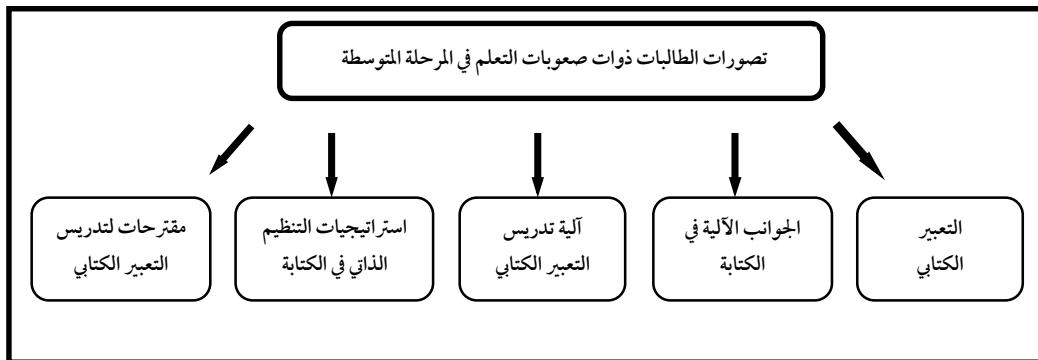 تصورات الطالبات ذوات صعوبات التعلم في المرحلة المتوسطة
التعبير
الكتابي
الجوانب الآلية في
الكتابة
آلية تدريس
التعبير الكتابي
استراتيجيات التنظيم
الذاتي في الكتابة
مقترحات لتدريس
التعبير الكتابي